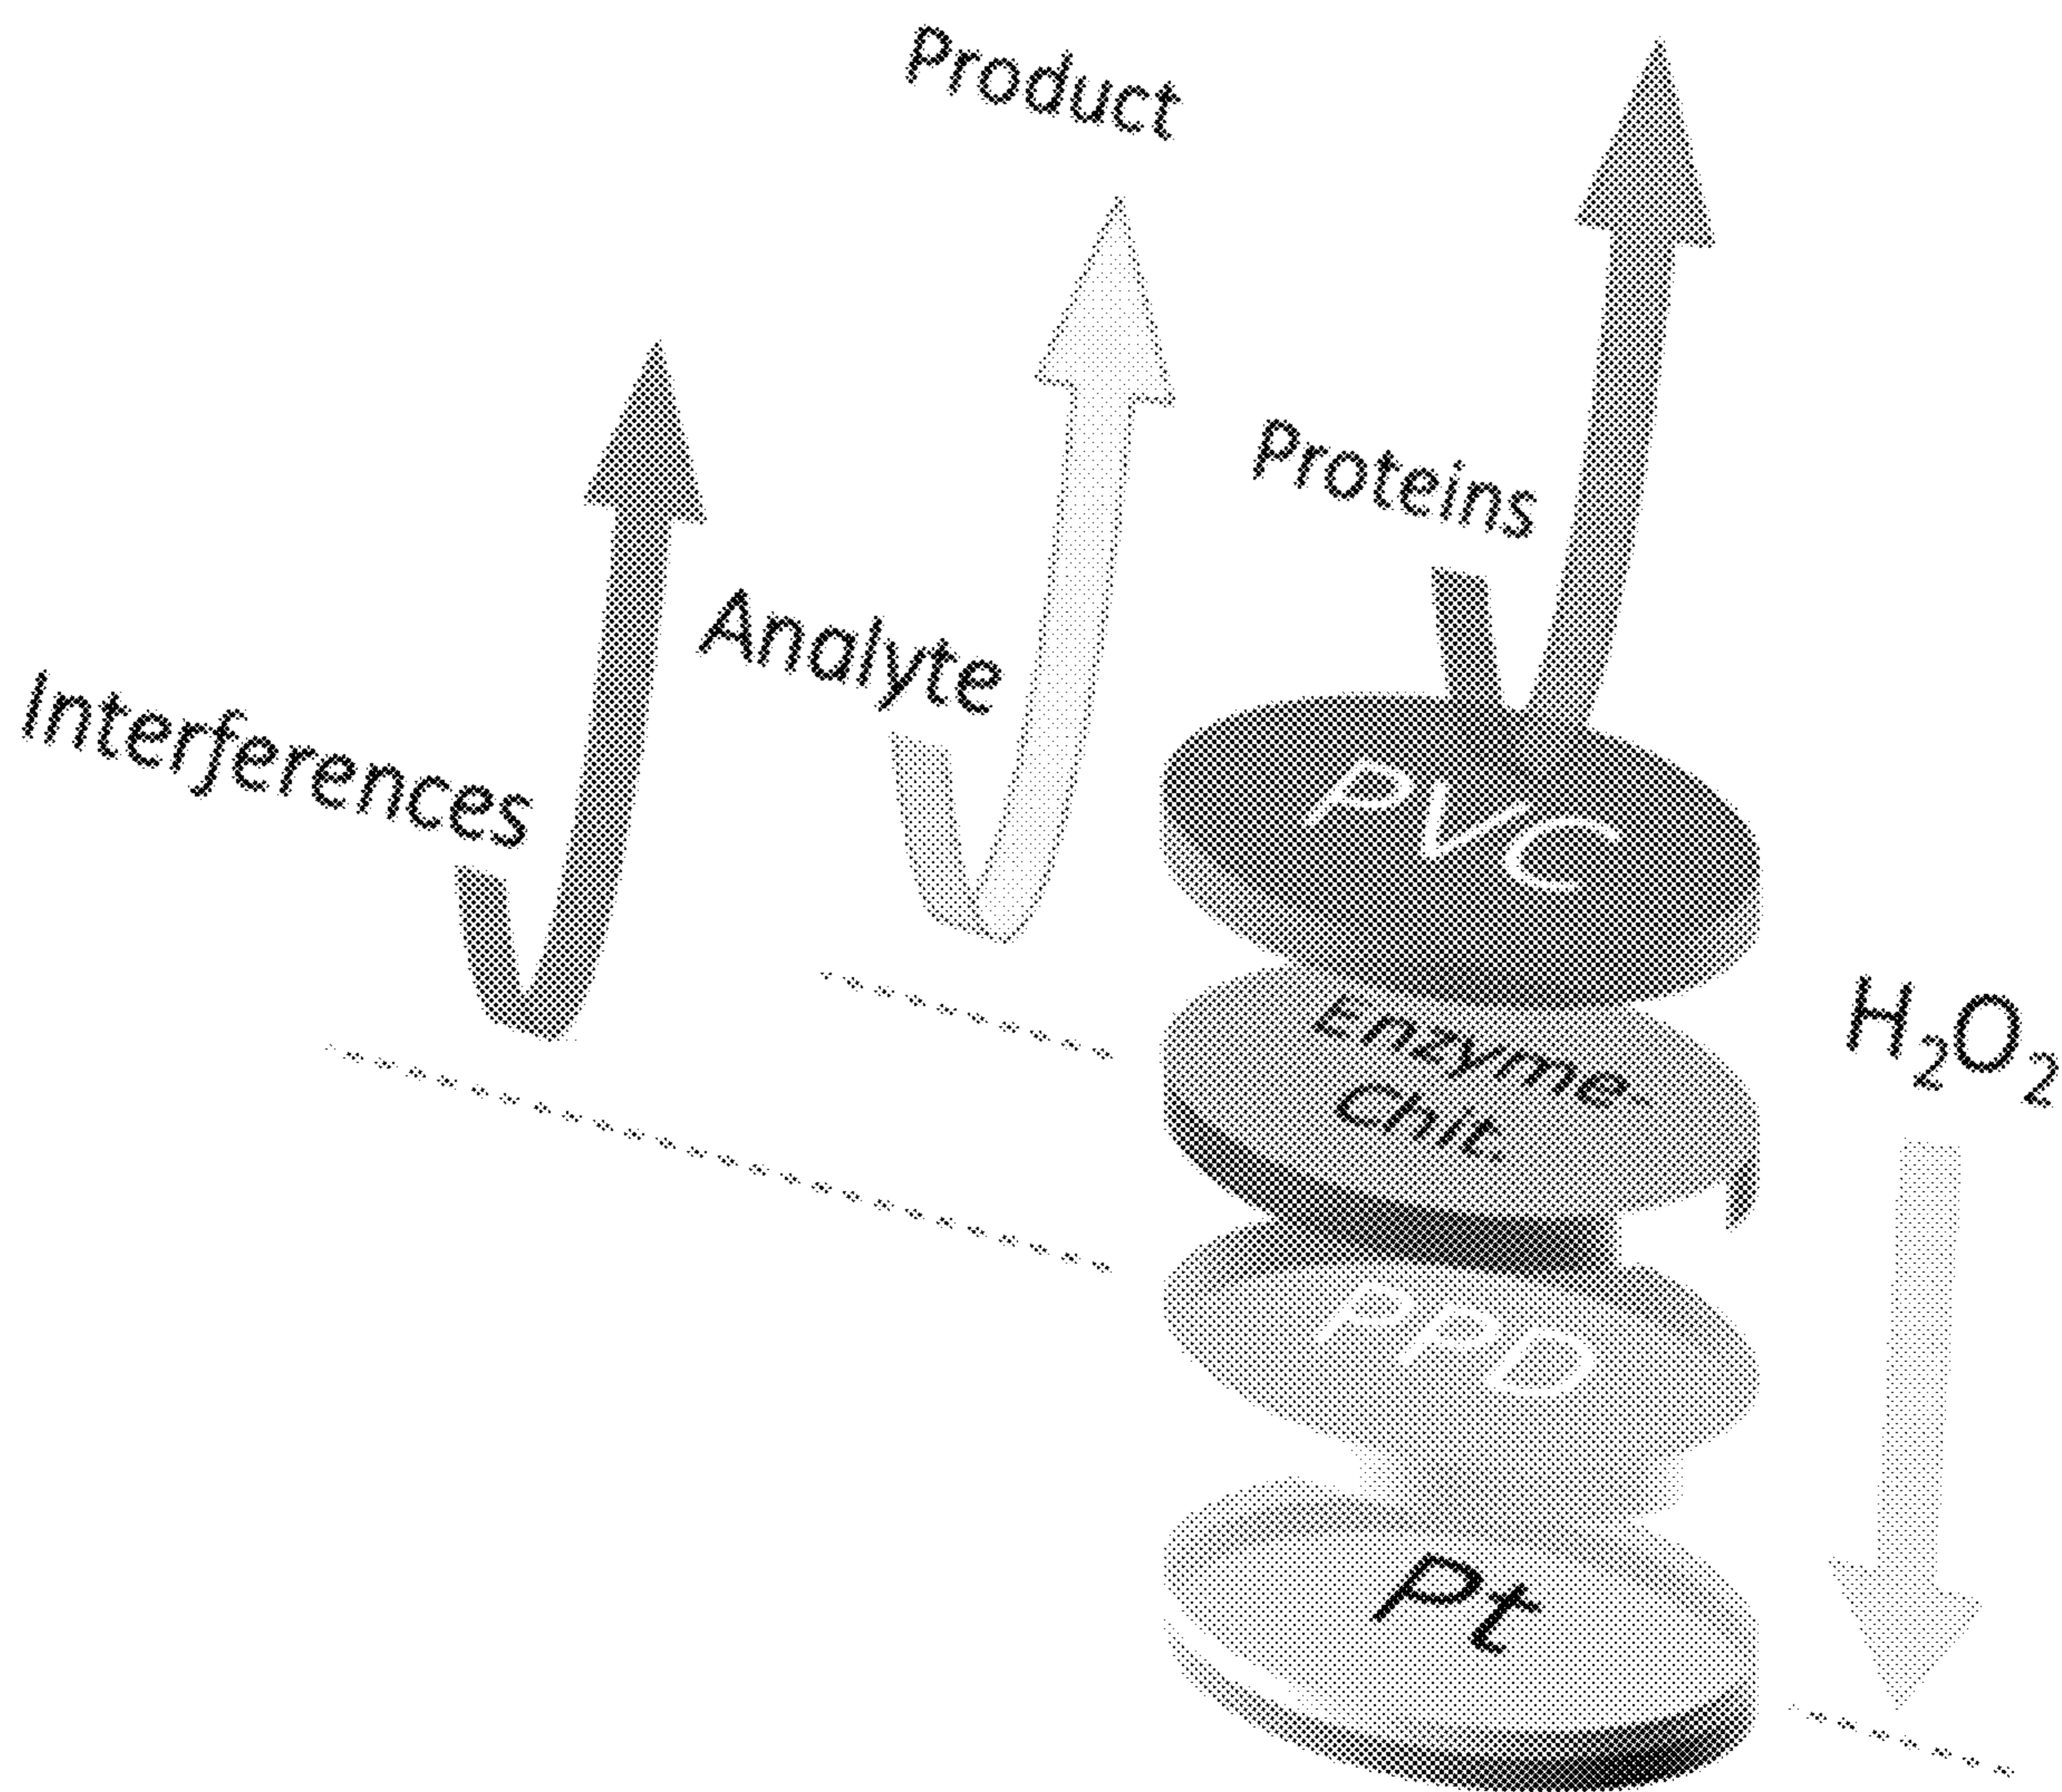 Product
Proteins
Analyte
Interferences
PVC
Enzyme-
Chit.
H₂O₂
PPD
Pt